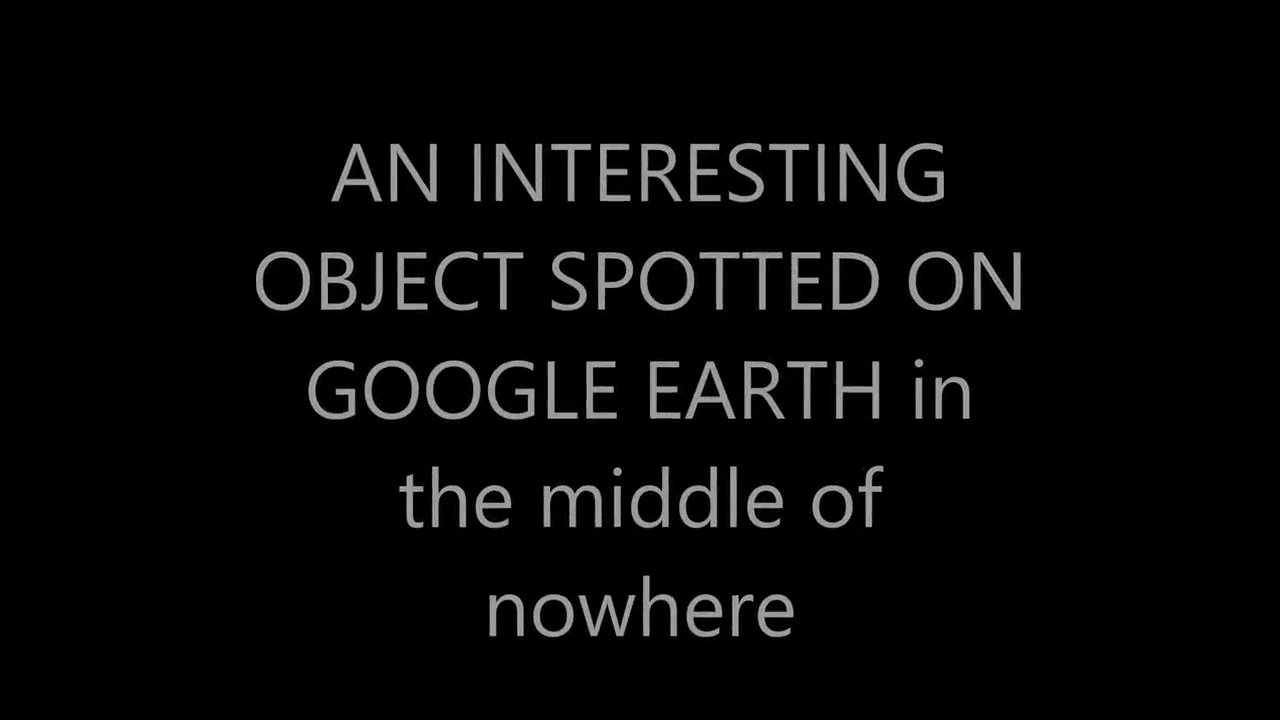 AN INTERESTING
OBJECT SPOTTED ON
GOOGLE EARTH in
the middle of
nowhere